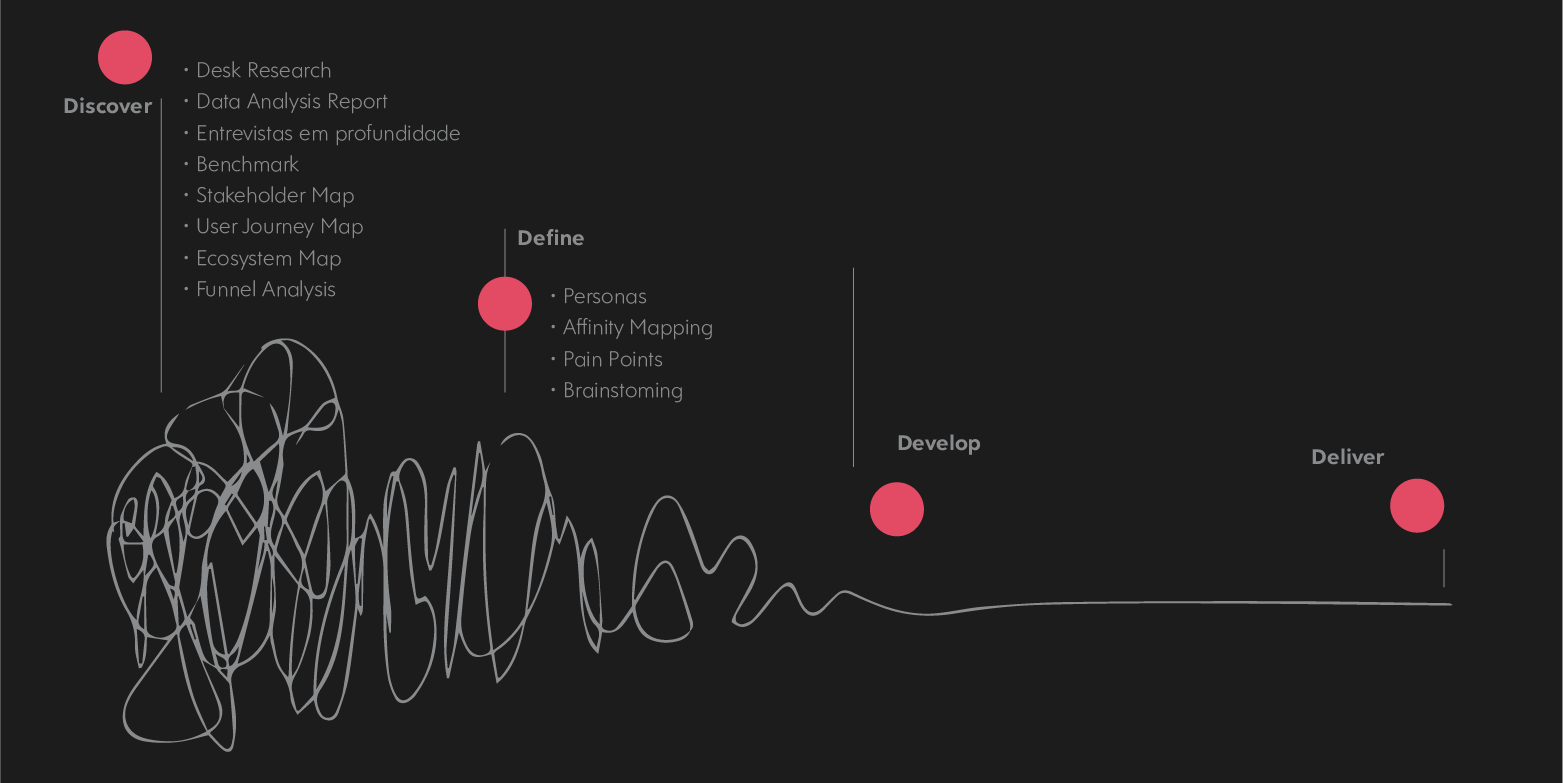 Discover
· Desk Research
· Data Analysis Report
· Entrevistas em profundidade
· Benchmark
· Stakeholder Map
· User Journey Map
· Ecosystem Map
· Funnel Analysis
Define
· Personas
· Affinity Mapping
· Pain Points
· Brainstoming
Develop
Deliver